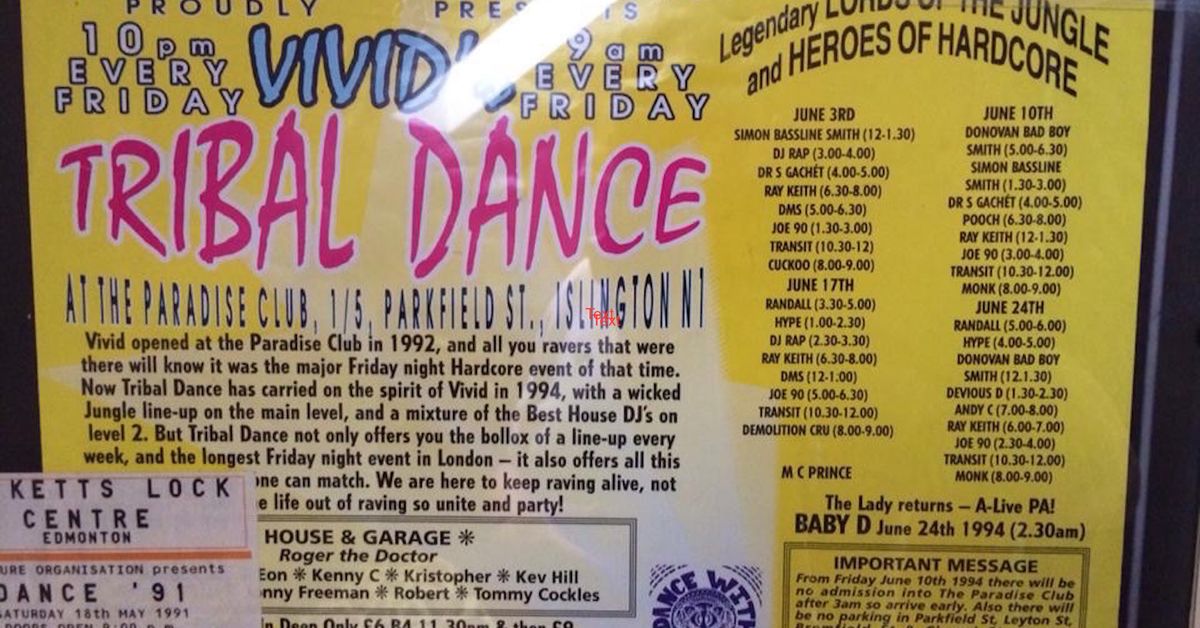 PROUDLY PRESENTS
10pm
EVERY
FRIDAY
VIVID'S
9am
EVERY
FRIDAY
TRIBAL DANCE
AT THE PARADISE CLUB, 1/5, PARKFIELD ST., ISLINGTON N1
Text
Text
Vivid opened at the Paradise Club in 1992, and all you ravers that were
there will know it was the major Friday night Hardcore event of that time.
Now Tribal Dance has carried on the spirit of Vivid in 1994, with a wicked
Jungle line-up on the main level, and a mixture of the Best House DJ's on
level 2. But Tribal Dance not only offers you the bollox of a line-up every
week, and the longest Friday night event in London – it also offers all this
one can match. We are here to keep raving alive, not
e life out of raving so unite and party!
HOUSE & GARAGE ✳
Roger the Doctor
Eon ✳ Kenny C ✳ Kristopher ✳ Kev Hill
nny Freeman ✳ Robert ✳ Tommy Cockles
DANCE WITH
KETTS LOCK
CENTRE
EDMONTON
URE ORGANISATION presents
DANCE '91
SATURDAY 18th MAY 1991
Legendary LORDS OF THE JUNGLE
and HEROES OF HARDCORE
JUNE 3RD
SIMON BASSLINE SMITH (12-1.30)
DJ RAP (3.00-4.00)
DR S GACHÉT (4.00-5.00)
RAY KEITH (6.30-8.00)
DMS (5.00-6.30)
JOE 90 (1.30-3.00)
TRANSIT (10.30-12)
CUCKOO (8.00-9.00)
JUNE 17TH
RANDALL (3.30-5.00)
HYPE (1.00-2.30)
DJ RAP (2.30-3.30)
RAY KEITH (6.30-8.00)
DMS (12-1.00)
JOE 90 (5.00-6.30)
TRANSIT (10.30-12.00)
DEMOLITION CRU (8.00-9.00)
M C PRINCE
JUNE 10TH
DONOVAN BAD BOY
SMITH (5.00-6.30)
SIMON BASSLINE
SMITH (1.30-3.00)
DR S GACHÉT (4.00-5.00)
POOCH (6.30-8.00)
RAY KEITH (12-1.30)
JOE 90 (3.00-4.00)
TRANSIT (10.30-12.00)
MONK (8.00-9.00)
JUNE 24TH
RANDALL (5.00-6.00)
HYPE (4.00-5.00)
DONOVAN BAD BOY
SMITH (12.1.30)
DEVIOUS D (1.30-2.30)
ANDY C (7.00-8.00)
RAY KEITH (6.00-7.00)
JOE 90 (2.30-4.00)
TRANSIT (10.30-12.00)
MONK (8.00-9.00)
The Lady returns – A-Live PA!
BABY D June 24th 1994 (2.30am)
IMPORTANT MESSAGE
From Friday June 10th 1994 there will be
no admission into The Paradise Club
after 3am so arrive early. Also there will
be no parking in Parkfield St, Leyton St,